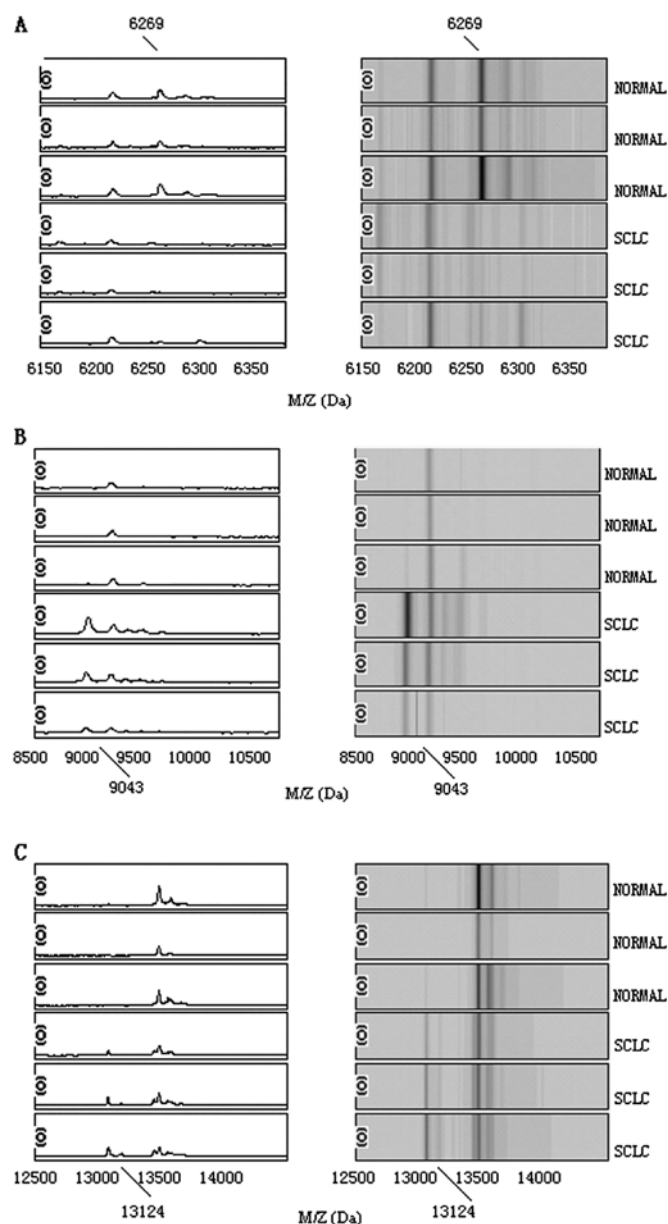 A
6269 6269
NORMAL
NORMAL
NORMAL
SCLC
SCLC
SCLC
6150 6200 6250 6300 6350 6150 6200 6250 6300 6350
M/Z (Da)
B
NORMAL
NORMAL
NORMAL
SCLC
SCLC
SCLC
8500 9000 9500 10000 10500 8500 9000 9500 10000 10500
9043 9043
M/Z (Da)
C
NORMAL
NORMAL
NORMAL
SCLC
SCLC
SCLC
12500 13000 13500 14000 12500 13000 13500 14000
13124 13124
M/Z (Da)